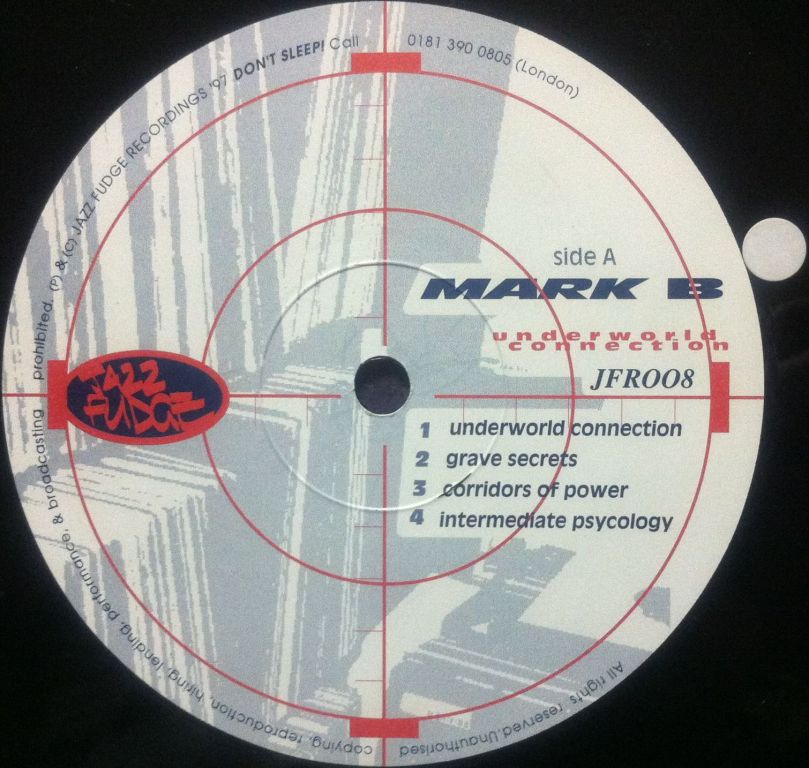 side A
MARK B
underworld
connection
JFROO8
1 underworld connection
2 grave secrets
3 corridors of power
4 intermediate psycology
JAZZ
FUDGE
All rights reserved.Unauthorised copying, reproduction, hiring, lending, performance, & broadcasting prohibited. (P) & (C) JAZZ FUDGE RECORDINGS '97 DON'T SLEEP! Call 0181 390 0805 (London)